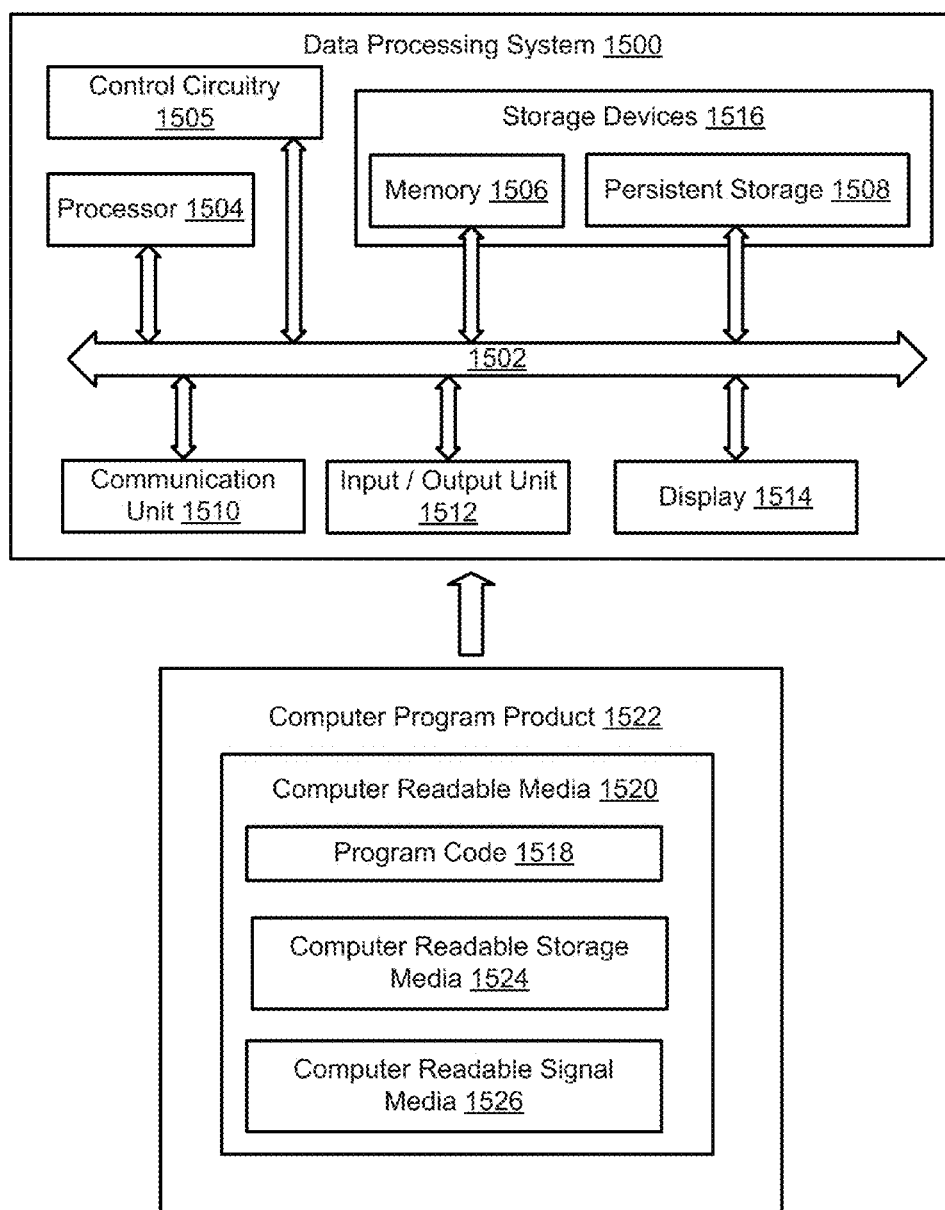 Data Processing System 1500
Control Circuitry
1505
Storage Devices 1516
Processor 1504
Memory 1506
Persistent Storage 1508
1502
Communication
Unit 1510
Input / Output Unit
1512
Display 1514
Computer Program Product 1522
Computer Readable Media 1520
Program Code 1518
Computer Readable Storage
Media 1524
Computer Readable Signal
Media 1526